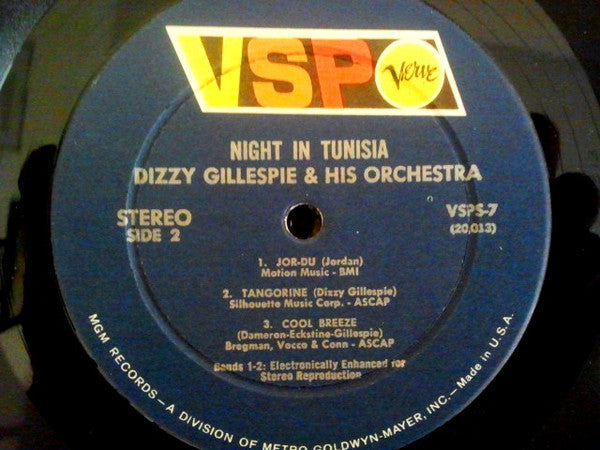 VSP
Verve
NIGHT IN TUNISIA
DIZZY GILLESPIE & HIS ORCHESTRA
STEREO
SIDE 2
VSPS-7
(20,013)
1. JOR-DU (Jordan)
Motion Music - BMI
2. TANGORINE (Dizzy Gillespie)
Silhouette Music Corp. - ASCAP
3. COOL BREEZE
(Dameron-Eckstine-Gillespie)
Bregman, Vocco & Conn - ASCAP
Bands 1-2: Electronically Enhanced for
Stereo Reproduction
MGM RECORDS—A DIVISION OF METRO-GOLDWYN-MAYER, INC.—Made in U.S.A.